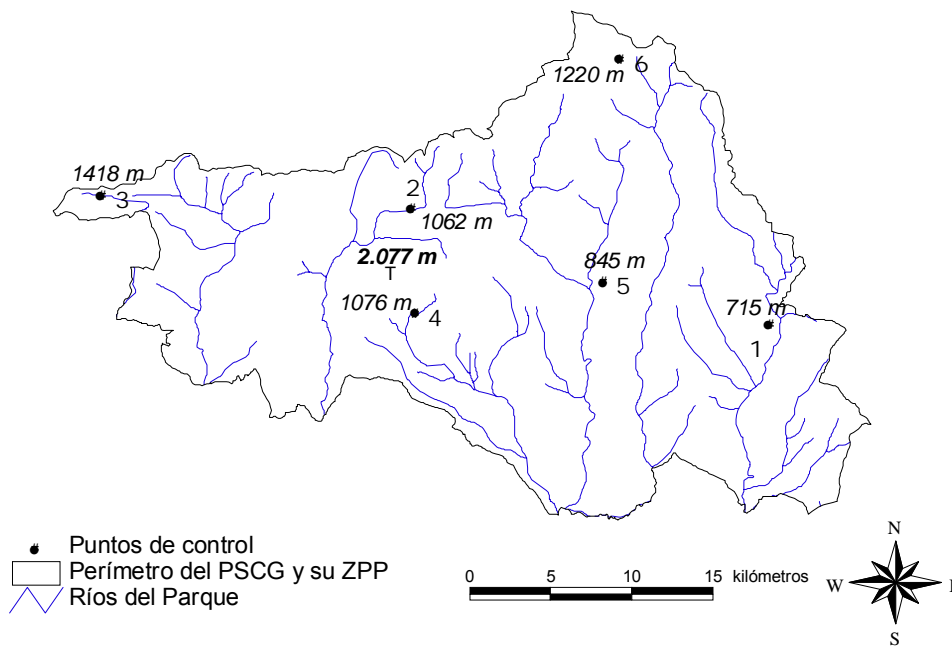 1220 m
6
1418 m
3
2
1062 m
2.077 m
T
845 m
5
1076 m
4
715 m
1
Puntos de control
Perímetro del PSCG y su ZPP
Ríos del Parque
0 5 10 15 kilómetros
N
W
S